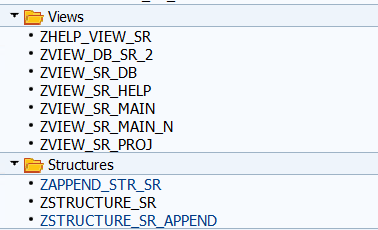 Views
ZHELP_VIEW_SR
ZVIEW_DB_SR_2
ZVIEW_SR_DB
ZVIEW_SR_HELP
ZVIEW_SR_MAIN
ZVIEW_SR_MAIN_N
ZVIEW_SR_PROJ
Structures
ZAPPEND_STR_SR
ZSTRUCTURE_SR
ZSTRUCTURE_SR_APPEND